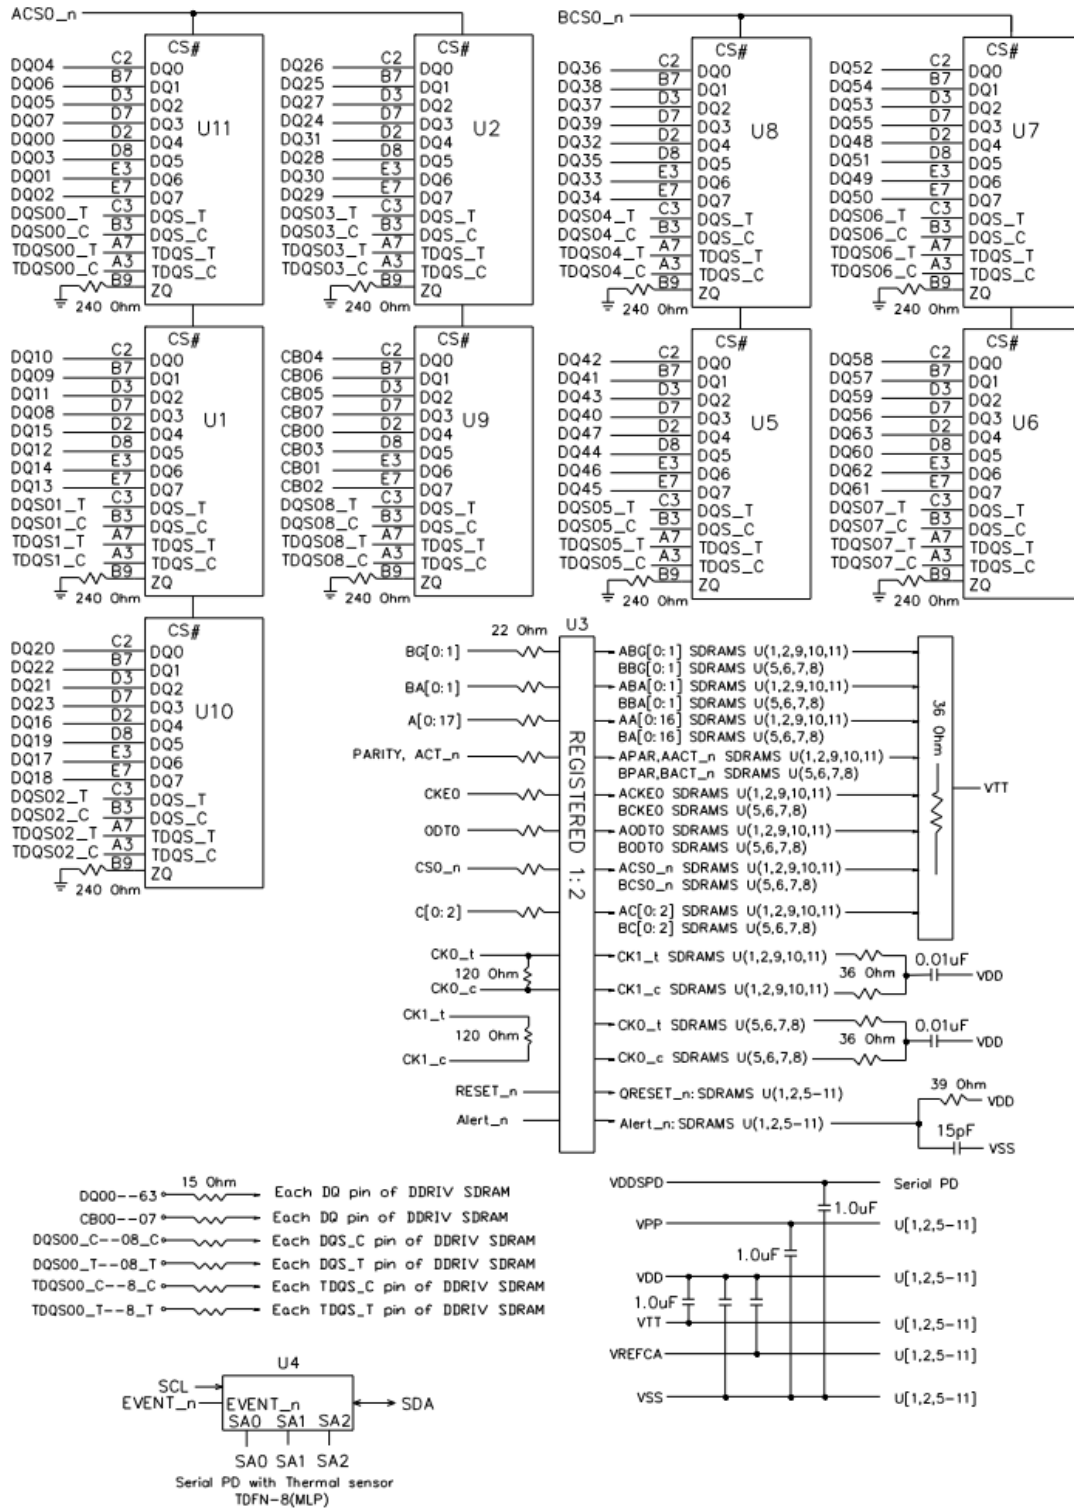 ACS0_n
CS#
DQ04 C2 DQ0
DQ06 B7 DQ1
DQ05 D3 DQ2
DQ07 D7 DQ3
DQ00 D2 DQ4
DQ03 D8 DQ5
DQ01 E3 DQ6
DQ02 E7 DQ7
DQS00_T C3 DQS_T
DQS00_C B3 DQS_C
TDQS00_T A7 TDQS_T
TDQS00_C A3 TDQS_C
B9 ZQ
240 Ohm
U11
CS#
DQ26 C2 DQ0
DQ25 B7 DQ1
DQ27 D3 DQ2
DQ24 D7 DQ3
DQ31 D2 DQ4
DQ28 D8 DQ5
DQ30 E3 DQ6
DQ29 E7 DQ7
DQS03_T C3 DQS_T
DQS03_C B3 DQS_C
TDQS03_T A7 TDQS_T
TDQS03_C A3 TDQS_C
B9 ZQ
240 Ohm
U2
BCS0_n
CS#
DQ36 C2 DQ0
DQ38 B7 DQ1
DQ37 D3 DQ2
DQ39 D7 DQ3
DQ32 D2 DQ4
DQ35 D8 DQ5
DQ33 E3 DQ6
DQ34 E7 DQ7
DQS04_T C3 DQS_T
DQS04_C B3 DQS_C
TDQS04_T A7 TDQS_T
TDQS04_C A3 TDQS_C
B9 ZQ
240 Ohm
U8
CS#
DQ52 C2 DQ0
DQ54 B7 DQ1
DQ53 D3 DQ2
DQ55 D7 DQ3
DQ48 D2 DQ4
DQ51 D8 DQ5
DQ49 E3 DQ6
DQ50 E7 DQ7
DQS06_T C3 DQS_T
DQS06_C B3 DQS_C
TDQS06_T A7 TDQS_T
TDQS06_C A3 TDQS_C
B9 ZQ
240 Ohm
U7
CS#
DQ10 C2 DQ0
DQ09 B7 DQ1
DQ11 D3 DQ2
DQ08 D7 DQ3
DQ15 D2 DQ4
DQ12 D8 DQ5
DQ14 E3 DQ6
DQ13 E7 DQ7
DQS01_T C3 DQS_T
DQS01_C B3 DQS_C
TDQS1_T A7 TDQS_T
TDQS1_C A3 TDQS_C
B9 ZQ
240 Ohm
U1
CS#
CB04 C2 DQ0
CB06 B7 DQ1
CB05 D3 DQ2
CB07 D7 DQ3
CB00 D2 DQ4
CB03 D8 DQ5
CB01 E3 DQ6
CB02 E7 DQ7
DQS08_T C3 DQS_T
DQS08_C B3 DQS_C
TDQS08_T A7 TDQS_T
TDQS08_C A3 TDQS_C
B9 ZQ
240 Ohm
U9
CS#
DQ42 C2 DQ0
DQ41 B7 DQ1
DQ43 D3 DQ2
DQ40 D7 DQ3
DQ47 D2 DQ4
DQ44 D8 DQ5
DQ46 E3 DQ6
DQ45 E7 DQ7
DQS05_T C3 DQS_T
DQS05_C B3 DQS_C
TDQS05_T A7 TDQS_T
TDQS05_C A3 TDQS_C
B9 ZQ
240 Ohm
U5
CS#
DQ58 C2 DQ0
DQ57 B7 DQ1
DQ59 D3 DQ2
DQ56 D7 DQ3
DQ63 D2 DQ4
DQ60 D8 DQ5
DQ62 E3 DQ6
DQ61 E7 DQ7
DQS07_T C3 DQS_T
DQS07_C B3 DQS_C
TDQS07_T A7 TDQS_T
TDQS07_C A3 TDQS_C
B9 ZQ
240 Ohm
U6
CS#
DQ20 C2 DQ0
DQ22 B7 DQ1
DQ21 D3 DQ2
DQ23 D7 DQ3
DQ16 D2 DQ4
DQ19 D8 DQ5
DQ17 E3 DQ6
DQ18 E7 DQ7
DQS02_T C3 DQS_T
DQS02_C B3 DQS_C
TDQS02_T A7 TDQS_T
TDQS02_C A3 TDQS_C
B9 ZQ
240 Ohm
U10
U3
22 Ohm
REGISTERED 1:2
BG[0:1] ABG[0:1] SDRAMS U(1,2,9,10,11)
BBG[0:1] SDRAMS U(5,6,7,8)
BA[0:1] ABA[0:1] SDRAMS U(1,2,9,10,11)
BBA[0:1] SDRAMS U(5,6,7,8)
A[0:17] AA[0:16] SDRAMS U(1,2,9,10,11)
BA[0:16] SDRAMS U(5,6,7,8)
PARITY, ACT_n APAR,AACT_n SDRAMS U(1,2,9,10,11)
BPAR,BACT_n SDRAMS U(5,6,7,8)
CKE0 ACKE0 SDRAMS U(1,2,9,10,11)
BCKE0 SDRAMS U(5,6,7,8)
ODT0 AODT0 SDRAMS U(1,2,9,10,11)
BODT0 SDRAMS U(5,6,7,8)
CS0_n ACS0_n SDRAMS U(1,2,9,10,11)
BCS0_n SDRAMS U(5,6,7,8)
C[0:2] AC[0:2] SDRAMS U(1,2,9,10,11)
BC[0:2] SDRAMS U(5,6,7,8)
36 Ohm
VTT
CK0_t CK1_t SDRAMS U(1,2,9,10,11) 0.01uF
120 Ohm 36 Ohm VDD
CK0_c CK1_c SDRAMS U(1,2,9,10,11)
CK1_t CK0_t SDRAMS U(5,6,7,8) 0.01uF
120 Ohm 36 Ohm VDD
CK1_c CK0_c SDRAMS U(5,6,7,8)
RESET_n QRESET_n: SDRAMS U(1,2,5-11)
39 Ohm
VDD
Alert_n Alert_n: SDRAMS U(1,2,5-11)
15pF
VSS
15 Ohm
DQ00--63 Each DQ pin of DDRIV SDRAM
CB00--07 Each DQ pin of DDRIV SDRAM
DQS00_C--08_C Each DQS_C pin of DDRIV SDRAM
DQS00_T--08_T Each DQS_T pin of DDRIV SDRAM
TDQS00_C--8_C Each TDQS_C pin of DDRIV SDRAM
TDQS00_T--8_T Each TDQS_T pin of DDRIV SDRAM
VDDSPD Serial PD
1.0uF
VPP U[1,2,5-11]
1.0uF
VDD U[1,2,5-11]
1.0uF
VTT U[1,2,5-11]
VREFCA U[1,2,5-11]
VSS U[1,2,5-11]
U4
SCL
EVENT_n EVENT_n SDA
SA0 SA1 SA2
SA0 SA1 SA2
Serial PD with Thermal sensor
TDFN-8(MLP)